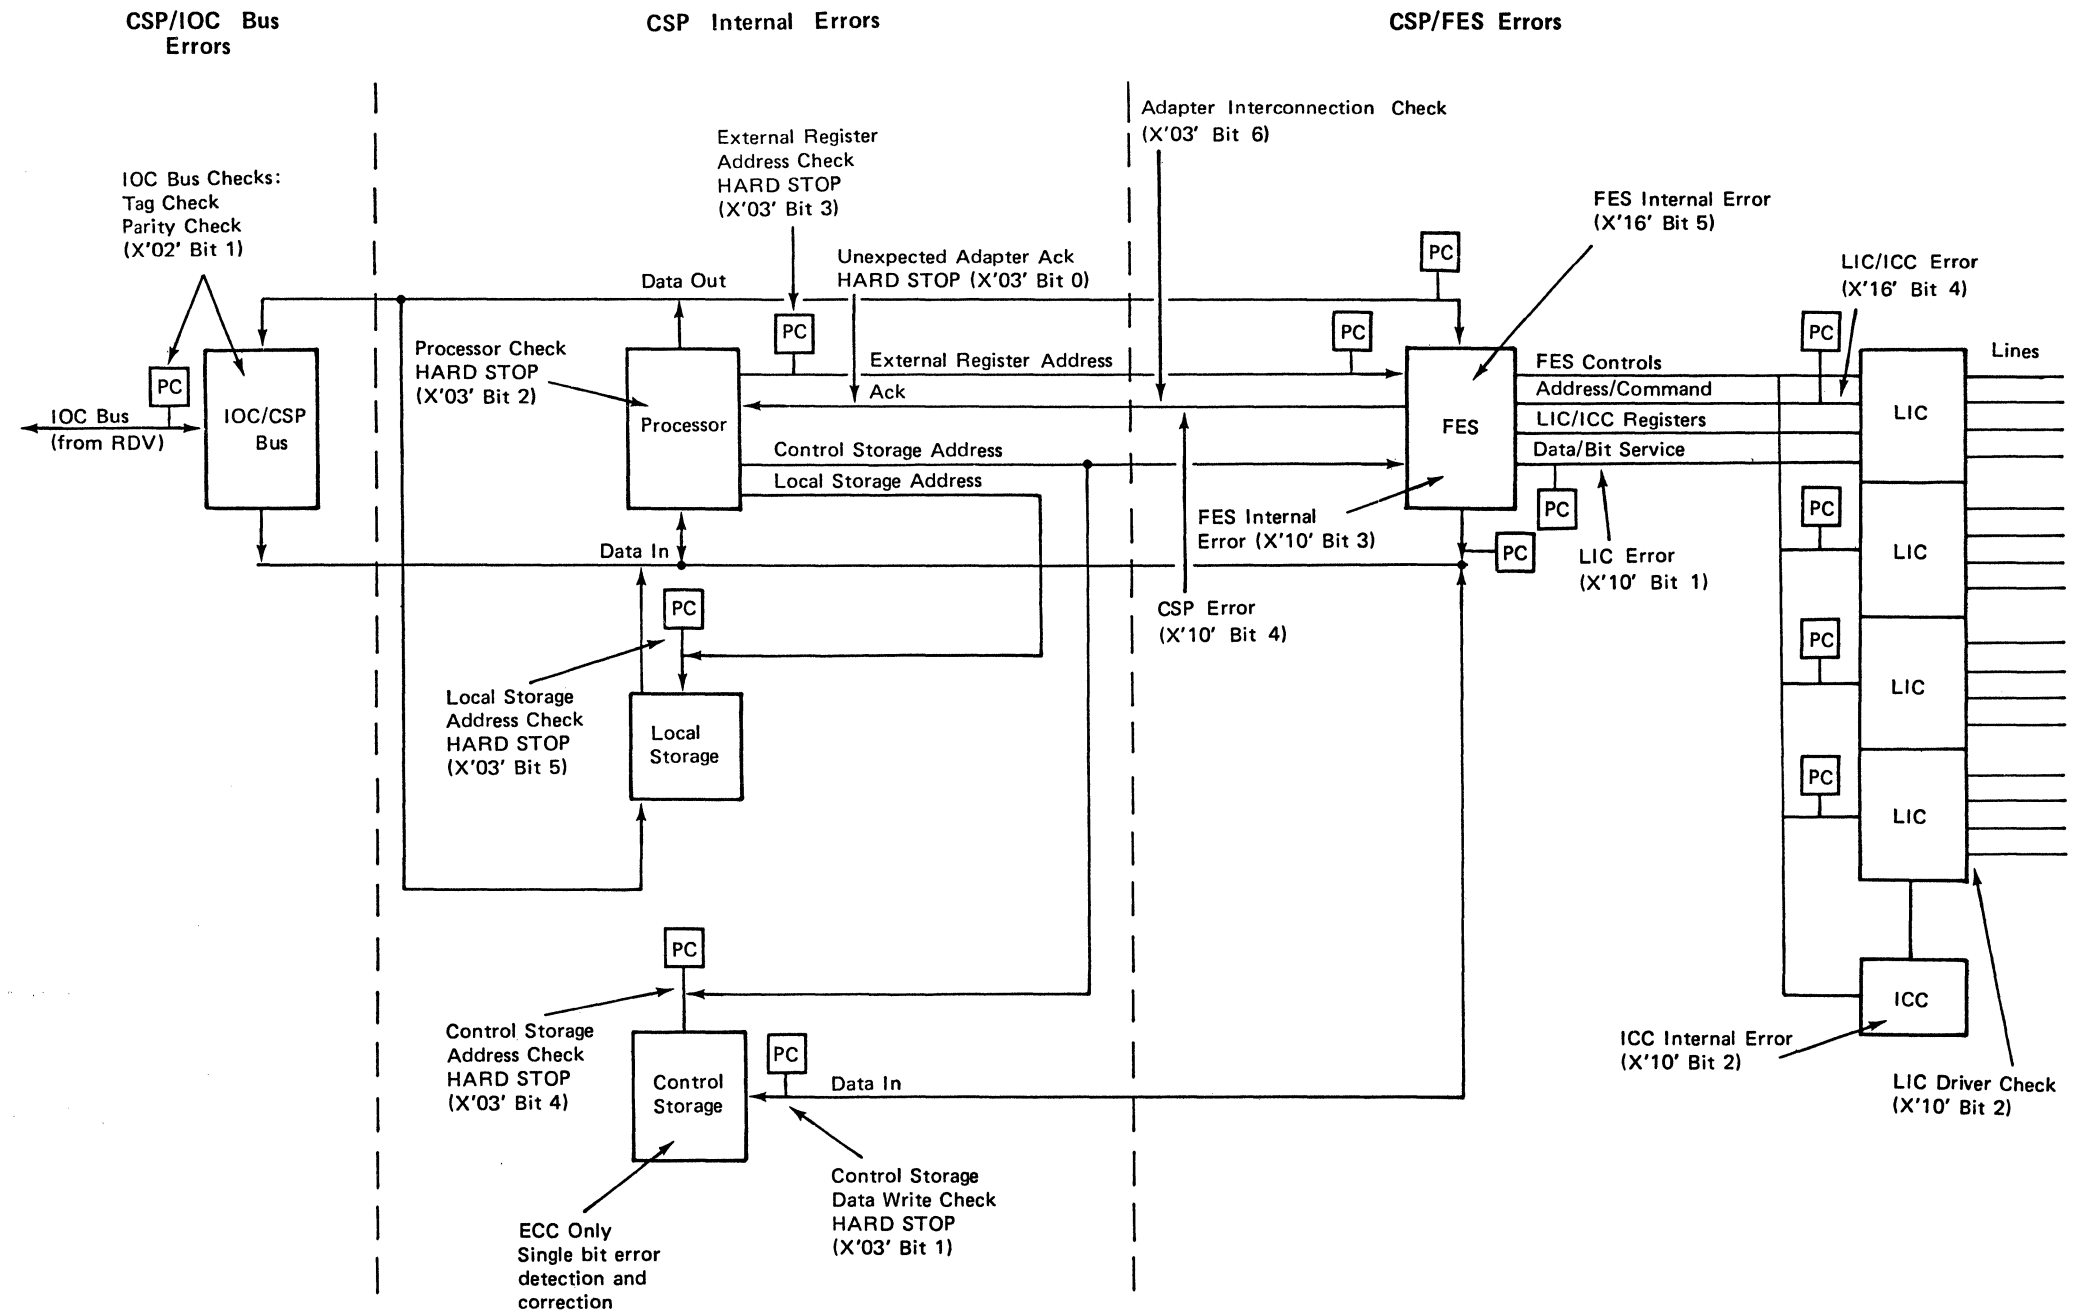 CSP/IOC Bus
Errors
CSP Internal Errors
CSP/FES Errors
IOC Bus Checks:
Tag Check
Parity Check
(X'02' Bit 1)
PC
IOC Bus
(from RDV)
IOC/CSP
Bus
External Register
Address Check
HARD STOP
(X'03' Bit 3)
Unexpected Adapter Ack
HARD STOP (X'03' Bit 0)
Data Out
PC
Processor Check
HARD STOP
(X'03' Bit 2)
Processor
External Register Address
Ack
Control Storage Address
Local Storage Address
Data In
PC
Local Storage
Address Check
HARD STOP
(X'03' Bit 5)
Local
Storage
PC
Control Storage
Address Check
HARD STOP
(X'03' Bit 4)
Control
Storage
PC
Data In
Control Storage
Data Write Check
HARD STOP
(X'03' Bit 1)
ECC Only
Single bit error
detection and
correction
Adapter Interconnection Check
(X'03' Bit 6)
PC
PC
FES Internal Error
(X'16' Bit 5)
LIC/ICC Error
(X'16' Bit 4)
FES
FES Controls
Address/Command
LIC/ICC Registers
Data/Bit Service
PC
FES Internal
Error (X'10' Bit 3)
PC
PC
LIC Error
(X'10' Bit 1)
CSP Error
(X'10' Bit 4)
Lines
LIC
PC
LIC
PC
LIC
PC
LIC
ICC
ICC Internal Error
(X'10' Bit 2)
LIC Driver Check
(X'10' Bit 2)